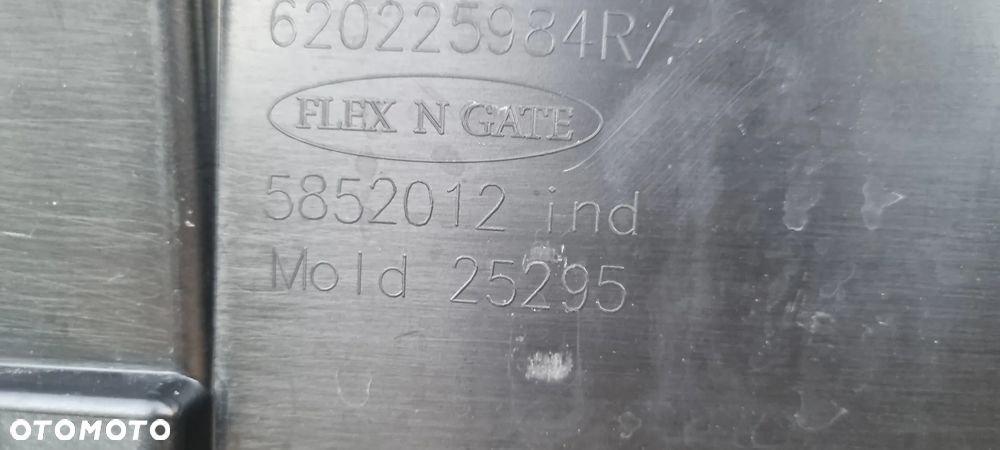 620225984R/
FLEX N GATE
5852012 ind
Mold 25295
OTOMOTO